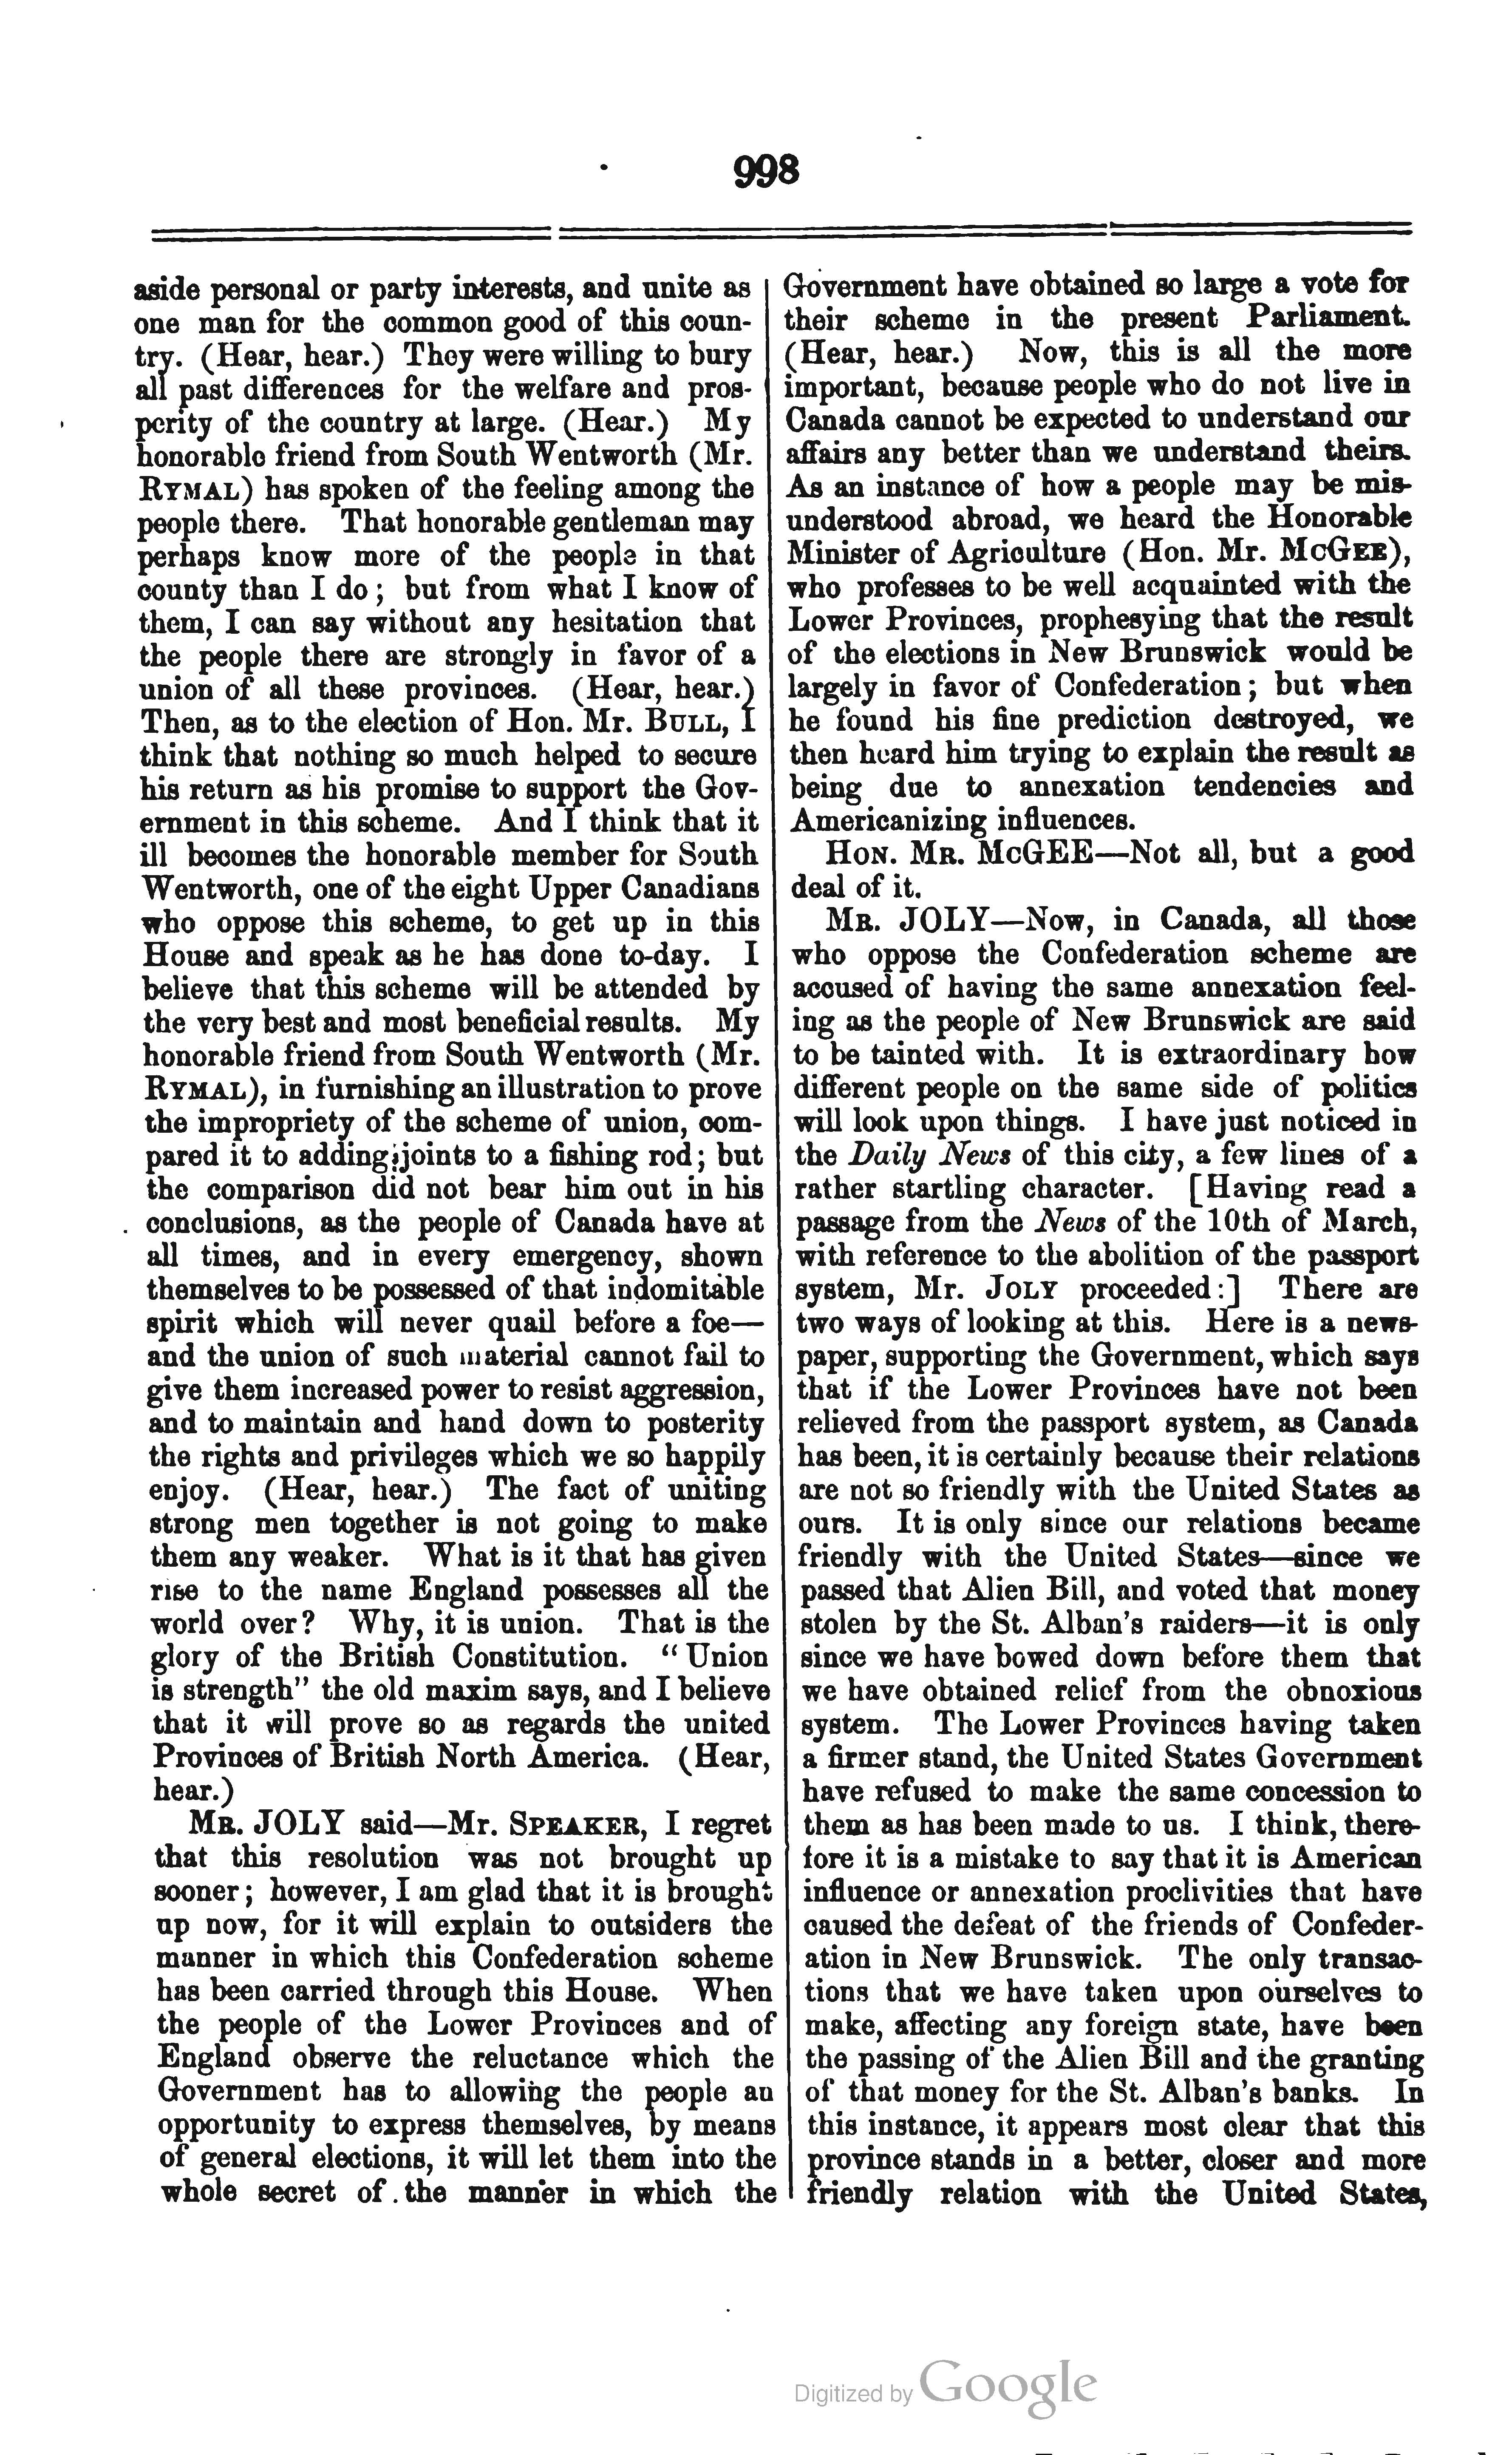 998
aside personal or party interests, and unite as
one man for the common good of this coun-
try. (Hear, hear.) They were willing to bury
all past differences for the welfare and pros-
perity of the country at large. (Hear.) My
honorable friend from South Wentworth (Mr.
RYMAL) has spoken of the feeling among the
people there. That honorable gentleman may
perhaps know more of the people in that
county than I do; but from what I know of
them, I can say without any hesitation that
the people there are strongly in favor of a
union of all these provinces. (Hear, hear.)
Then, as to the election of Hon. Mr. BULL, I
think that nothing so much helped to secure
his return as his promise to support the Gov-
ernment in this scheme. And I think that it
ill becomes the honorable member for South
Wentworth, one of the eight Upper Canadians
who oppose this scheme, to get up in this
House and speak as he has done to-day. I
believe that this scheme will be attended by
the very best and most beneficial results. My
honorable friend from South Wentworth (Mr.
RYMAL), in furnishing an illustration to prove
the impropriety of the scheme of union, com-
pared it to adding joints to a fishing rod; but
the comparison did not bear him out in his
conclusions, as the people of Canada have at
all times, and in every emergency, shown
themselves to be possessed of that indomitable
spirit which will never quail before a foe—
and the union of such material cannot fail to
give them increased power to resist aggression,
and to maintain and hand down to posterity
the rights and privileges which we so happily
enjoy. (Hear, hear.) The fact of uniting
strong men together is not going to make
them any weaker. What is it that has given
rise to the name England possesses all the
world over? Why, it is union. That is the
glory of the British Constitution. "Union
is strength" the old maxim says, and I believe
that it will prove so as regards the united
Provinces of British North America. (Hear,
hear.)
MR. JOLY said—Mr. SPEAKER, I regret
that this resolution was not brought up
sooner; however, I am glad that it is brought
up now, for it will explain to outsiders the
manner in which this Confederation scheme
has been carried through this House. When
the people of the Lower Provinces and of
England observe the reluctance which the
Government has to allowing the people an
opportunity to express themselves, by means
of general elections, it will let them into the
whole secret of the manner in which the
Government have obtained so large a vote for
their scheme in the present Parliament.
(Hear, hear.) Now, this is all the more
important, because people who do not live in
Canada cannot be expected to understand our
affairs any better than we understand theirs.
As an instance of how a people may be mis-
understood abroad, we heard the Honorable
Minister of Agriculture (Hon. Mr. McGEE),
who professes to be well acquainted with the
Lower Provinces, prophesying that the result
of the elections in New Brunswick would be
largely in favor of Confederation; but when
he found his fine prediction destroyed, we
then heard him trying to explain the result as
being due to annexation tendencies and
Americanizing influences.
HON. MR. McGEE—Not all, but a good
deal of it.
MR. JOLY—Now, in Canada, all those
who oppose the Confederation scheme are
accused of having the same annexation feel-
ing as the people of New Brunswick are said
to be tainted with. It is extraordinary how
different people on the same side of politics
will look upon things. I have just noticed in
the Daily News of this city, a few lines of a
rather startling character. [Having read a
passage from the News of the 10th of March,
with reference to the abolition of the passport
system, Mr. JOLY proceeded:] There are
two ways of looking at this. Here is a news-
paper, supporting the Government, which says
that if the Lower Provinces have not been
relieved from the passport system, as Canada
has been, it is certainly because their relations
are not so friendly with the United States as
ours. It is only since our relations became
friendly with the United States—since we
passed that Alien Bill, and voted that money
stolen by the St. Alban's raiders—it is only
since we have bowed down before them that
we have obtained relief from the obnoxious
system. The Lower Provinces having taken
a firmer stand, the United States Government
have refused to make the same concession to
them as has been made to us. I think, there-
fore it is a mistake to say that it is American
influence or annexation proclivities that have
caused the defeat of the friends of Confeder-
ation in New Brunswick. The only transac-
tions that we have taken upon ourselves to
make, affecting any foreign state, have been
the passing of the Alien Bill and the granting
of that money for the St. Alban's banks. In
this instance, it appears most clear that this
province stands in a better, closer and more
friendly relation with the United States,
Digitized by Google